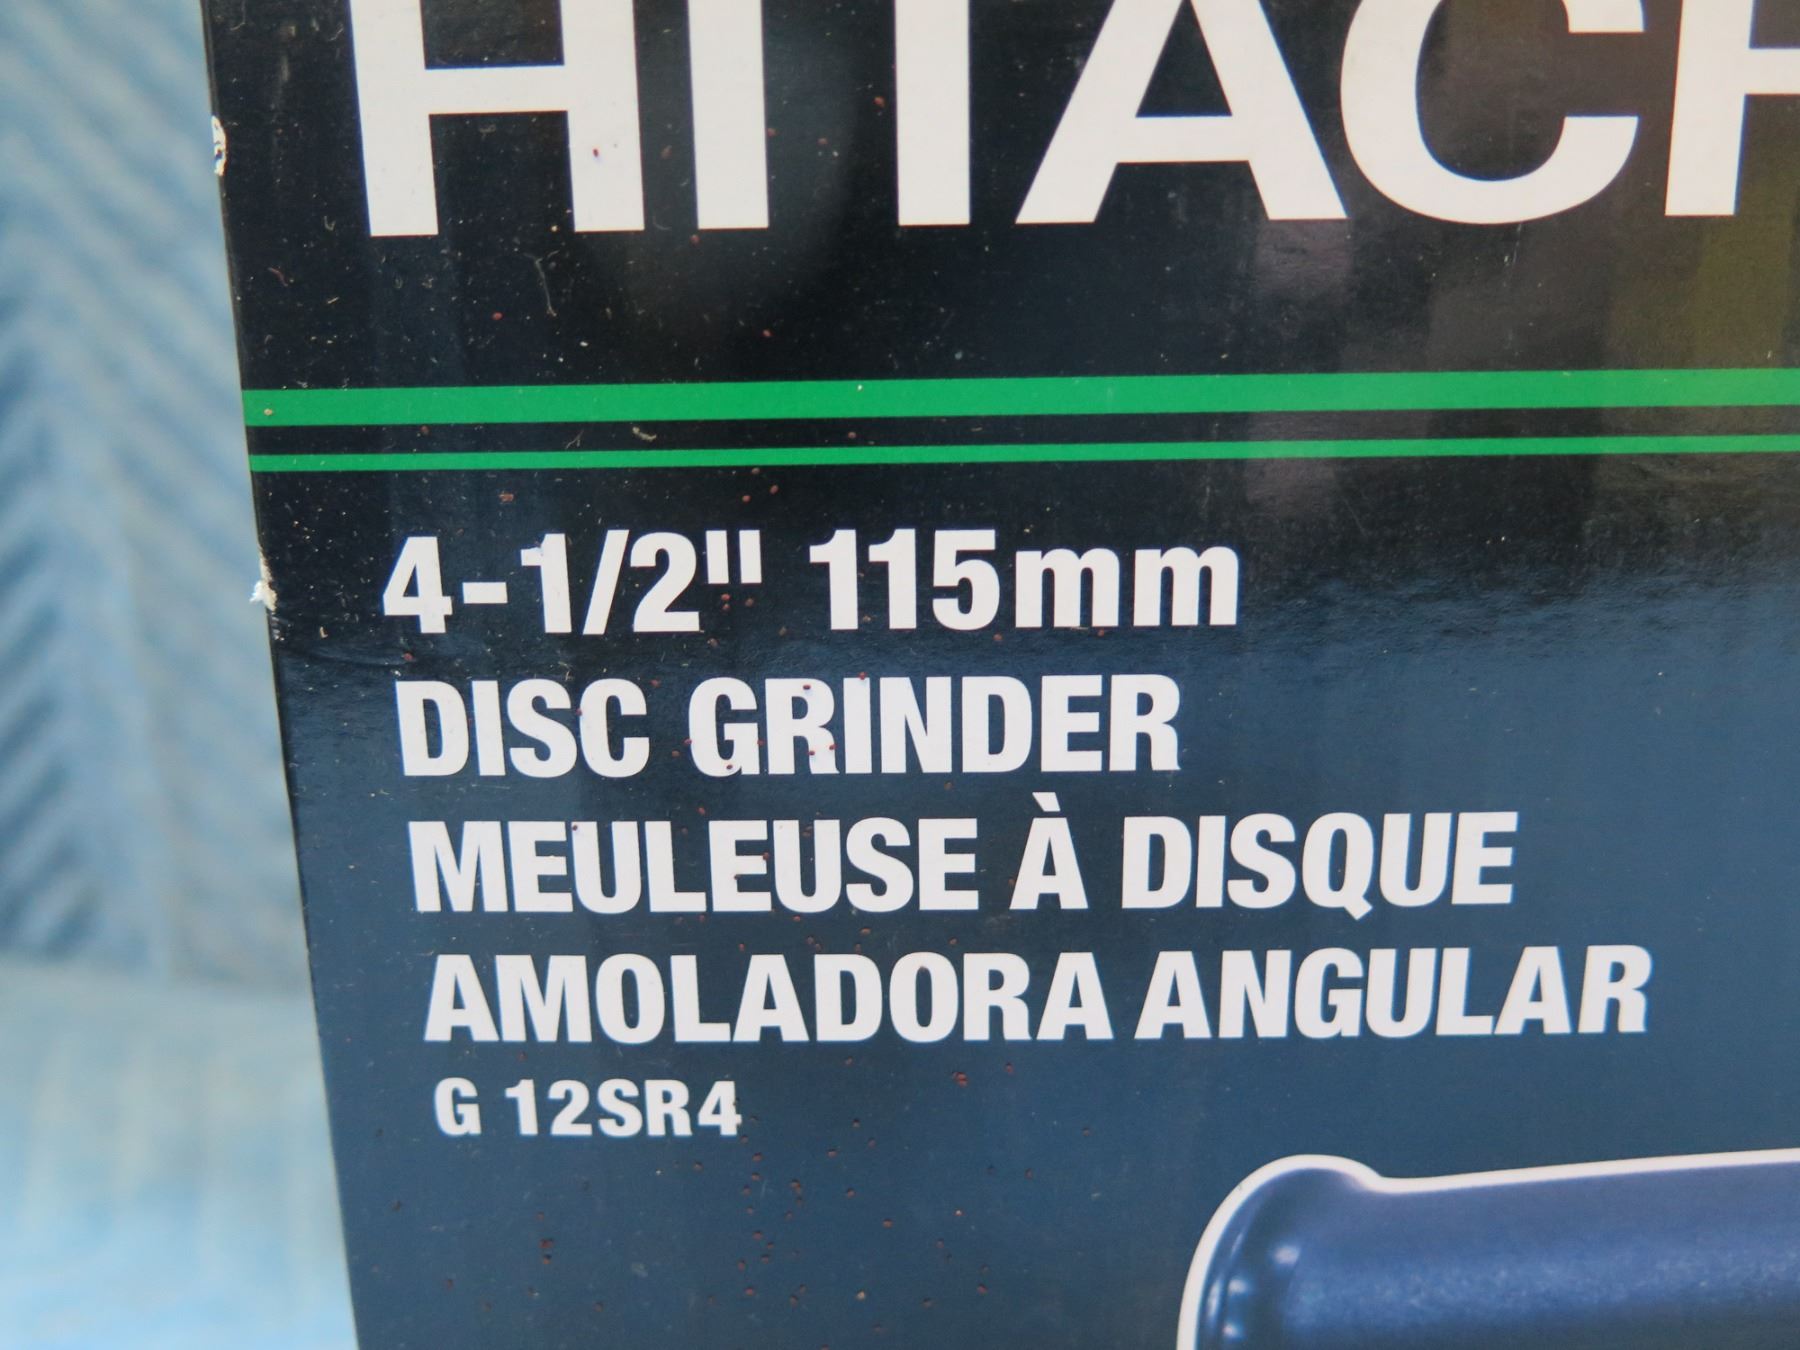 HITACH
4-1/2" 115mm
DISC GRINDER
MEULEUSE À DISQUE
AMOLADORA ANGULAR
G 12SR4